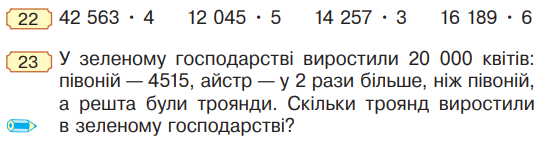 22 42 563 · 4 12 045 · 5 14 257 · 3 16 189 · 6
23 У зеленому господарстві виростили 20 000 квітів:
півоній — 4515, айстр — у 2 рази більше, ніж півоній,
а решта були троянди. Скільки троянд виростили
в зеленому господарстві?